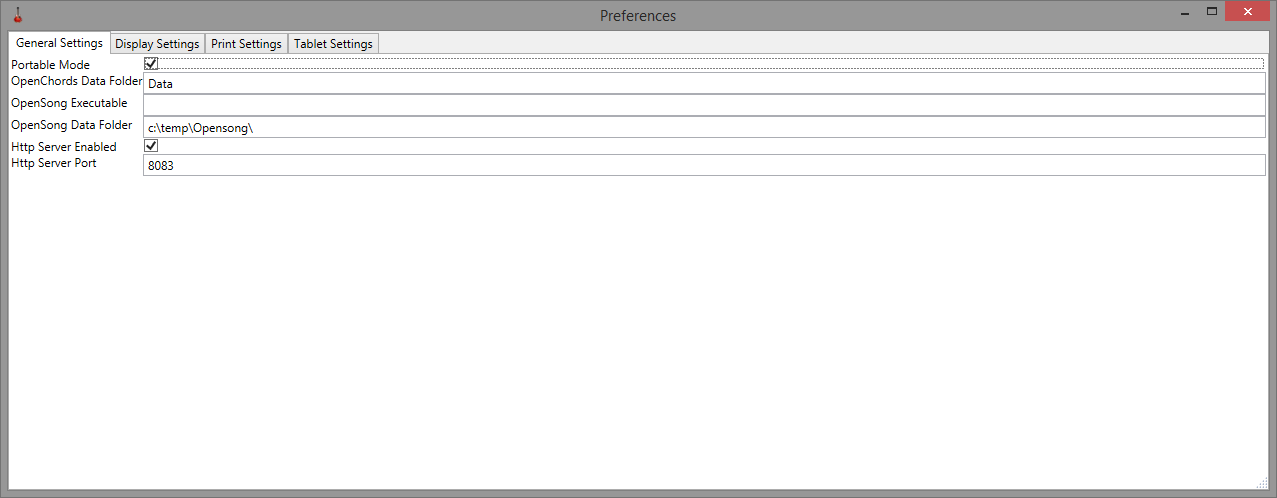 Preferences
General Settings Display Settings Print Settings Tablet Settings
Portable Mode
OpenChords Data Folder Data
OpenSong Executable
OpenSong Data Folder c:\temp\Opensong\
Http Server Enabled
Http Server Port 8083